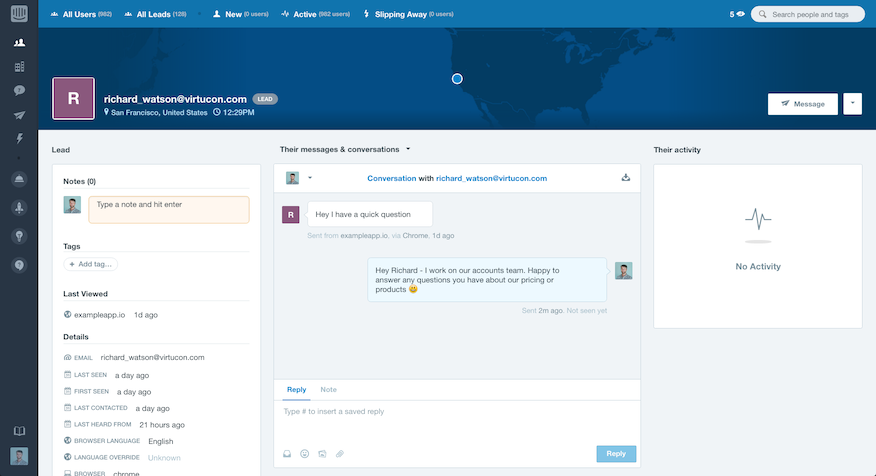 All Users (982) All Leads (128) New (0 users) Active (982 users) Slipping Away (0 users) 5 Search people and tags
R
richard_watson@virtucon.com LEAD
San Francisco, United States 12:29PM
Message
Lead
Notes (0)
Type a note and hit enter
Tags
+ Add tag...
Last Viewed
exampleapp.io 1d ago
Details
EMAIL richard_watson@virtucon.com
LAST SEEN a day ago
FIRST SEEN a day ago
LAST CONTACTED a day ago
LAST HEARD FROM 21 hours ago
BROWSER LANGUAGE English
LANGUAGE OVERRIDE Unknown
BROWSER chrome
Their messages & conversations
Conversation with richard_watson@virtucon.com
R
Hey I have a quick question
Sent from exampleapp.io. via Chrome. 1d ago
Hey Richard - I work on our accounts team. Happy to
answer any questions you have about our pricing or
products 😀
Sent 2m ago. Not seen yet
Reply Note
Type # to insert a saved reply
Reply
Their activity
No Activity